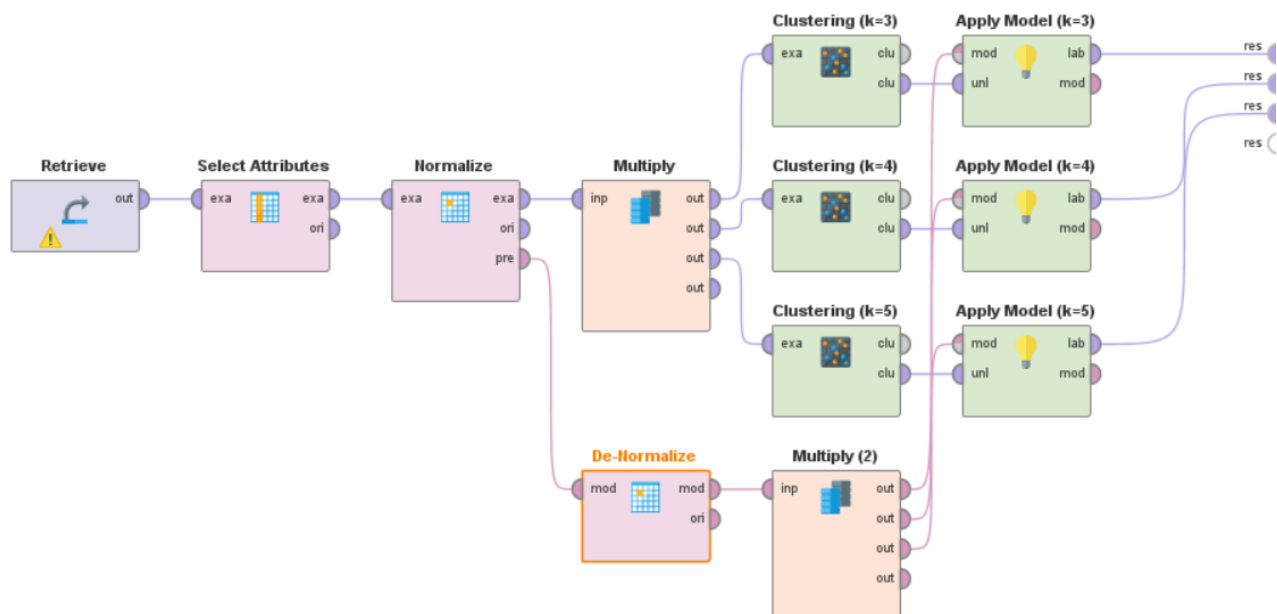 Clustering (k=3)
exa
clu
clu
Apply Model (k=3)
mod
lab
unl
mod
res
res
res
res
Retrieve
out
Select Attributes
exa
exa
ori
Normalize
exa
exa
ori
pre
Multiply
inp
out
out
out
out
Clustering (k=4)
exa
clu
clu
Apply Model (k=4)
mod
lab
unl
mod
Clustering (k=5)
exa
clu
clu
Apply Model (k=5)
mod
lab
unl
mod
De-Normalize
mod
mod
ori
Multiply (2)
inp
out
out
out
out